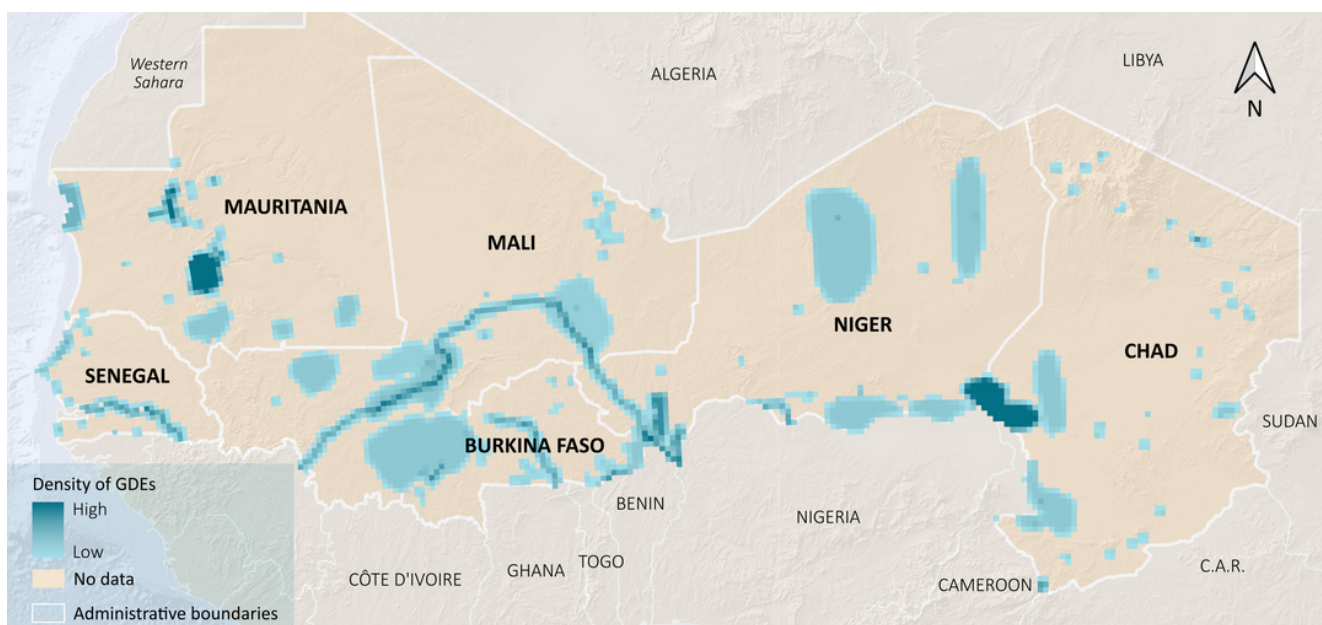 Western
Sahara
ALGERIA
LIBYA
N
MAURITANIA
MALI
NIGER
CHAD
SENEGAL
BURKINA FASO
SUDAN
BENIN
NIGERIA
TOGO
GHANA
CÔTE D'IVOIRE
CAMEROON
C.A.R.
Density of GDEs
High
Low
No data
Administrative boundaries